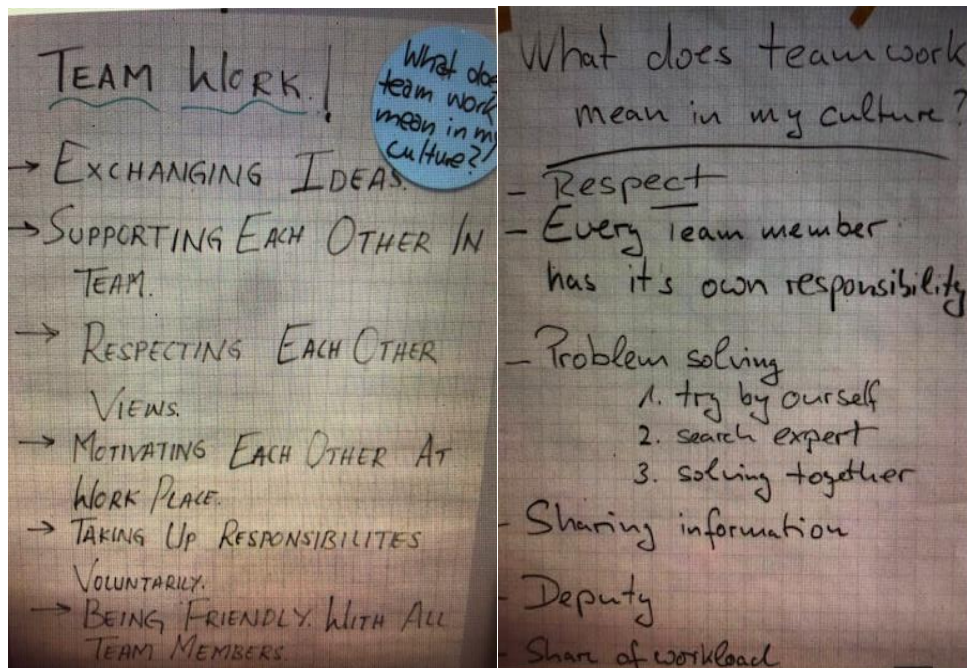 TEAM WORK!
What doe
team work
mean in my
culture?!
→ EXCHANGING IDEAS.
→ SUPPORTING EACH OTHER IN
TEAM.
→ RESPECTING EACH OTHER
VIEWS.
→ MOTIVATING EACH OTHER AT
WORK PLACE.
→ TAKING UP RESPONSIBILITES
VOLUNTARILY.
→ BEING FRIENDLY. WITH ALL
TEAM MEMBERS.
What does teamwork
mean in my culture?
- Respect
- Every Team member
has it's own responsibility
- Problem solving
1. try by ourself
2. search expert
3. solving together
- Sharing information
- Deputy
- Share of workload